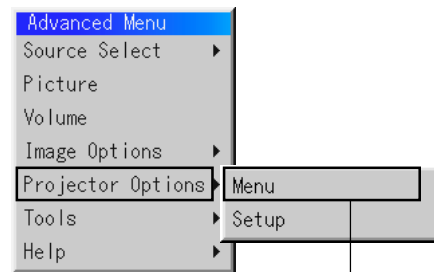 Advanced Menu
Source Select
Picture
Volume
Image Options
Projector Options
Menu
Tools
Setup
Help